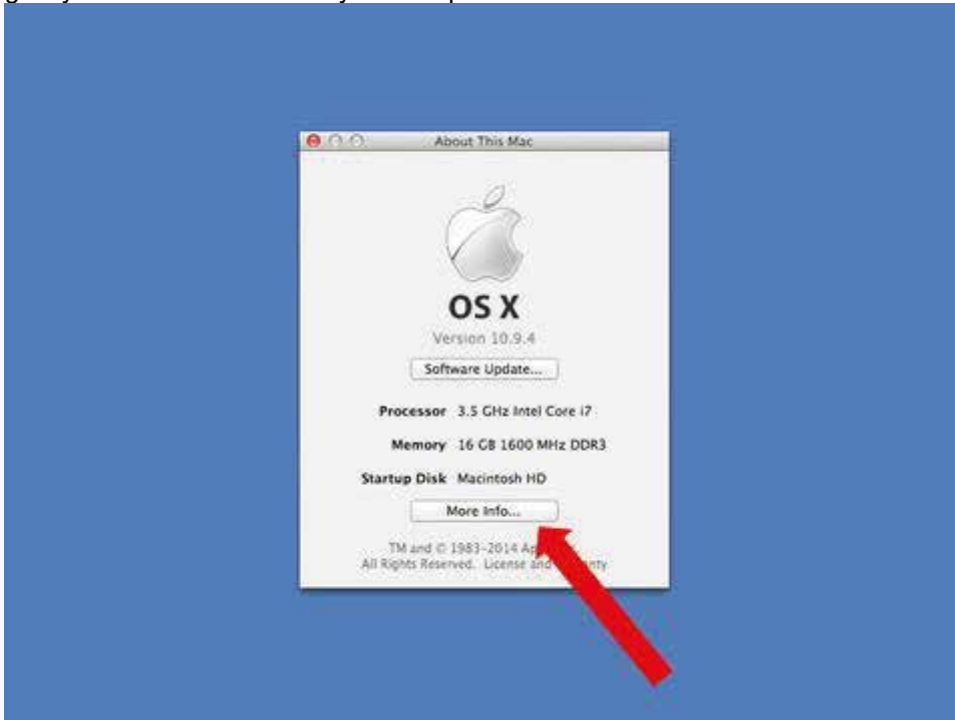 About This Mac
OS X
Version 10.9.4
Software Update...
Processor 3.5 GHz Intel Core i7
Memory 16 GB 1600 MHz DDR3
Startup Disk Macintosh HD
More Info...
TM and © 1983-2014
All Rights Reserved. License and